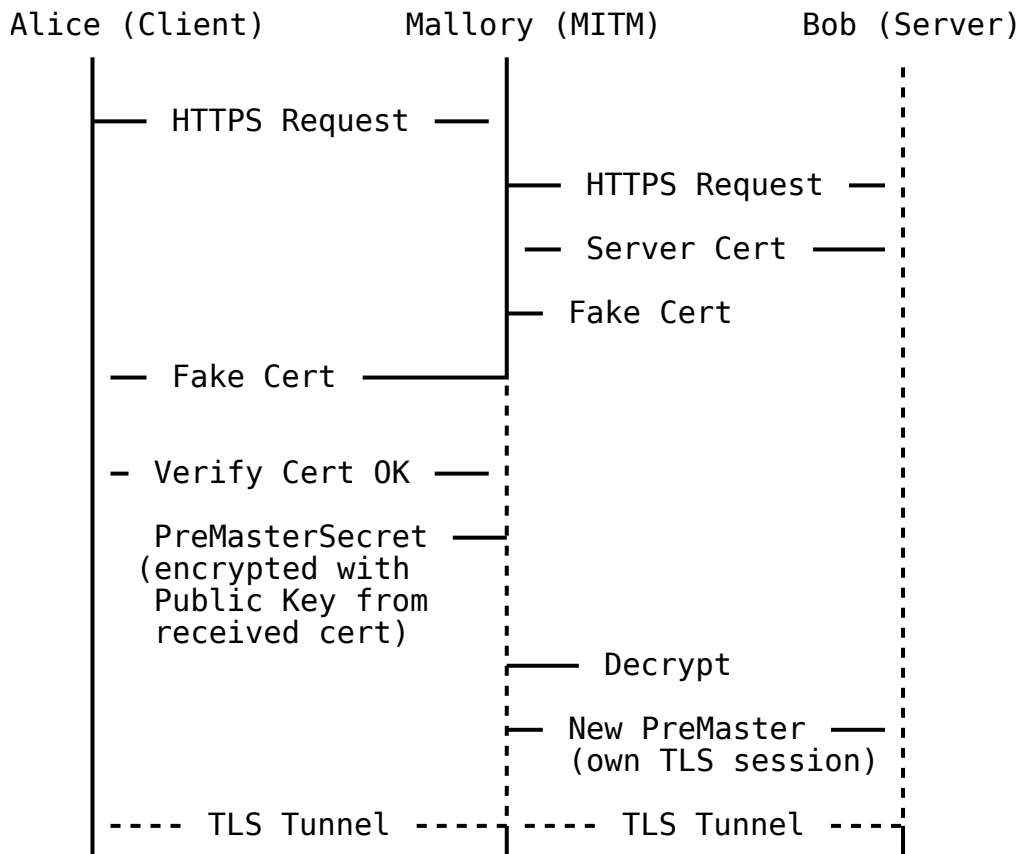 Alice (Client) Mallory (MITM) Bob (Server)
HTTPS Request
HTTPS Request
Server Cert
Fake Cert
Fake Cert
Verify Cert OK
PreMasterSecret
(encrypted with
Public Key from
received cert)
Decrypt
New PreMaster
(own TLS session)
TLS Tunnel TLS Tunnel